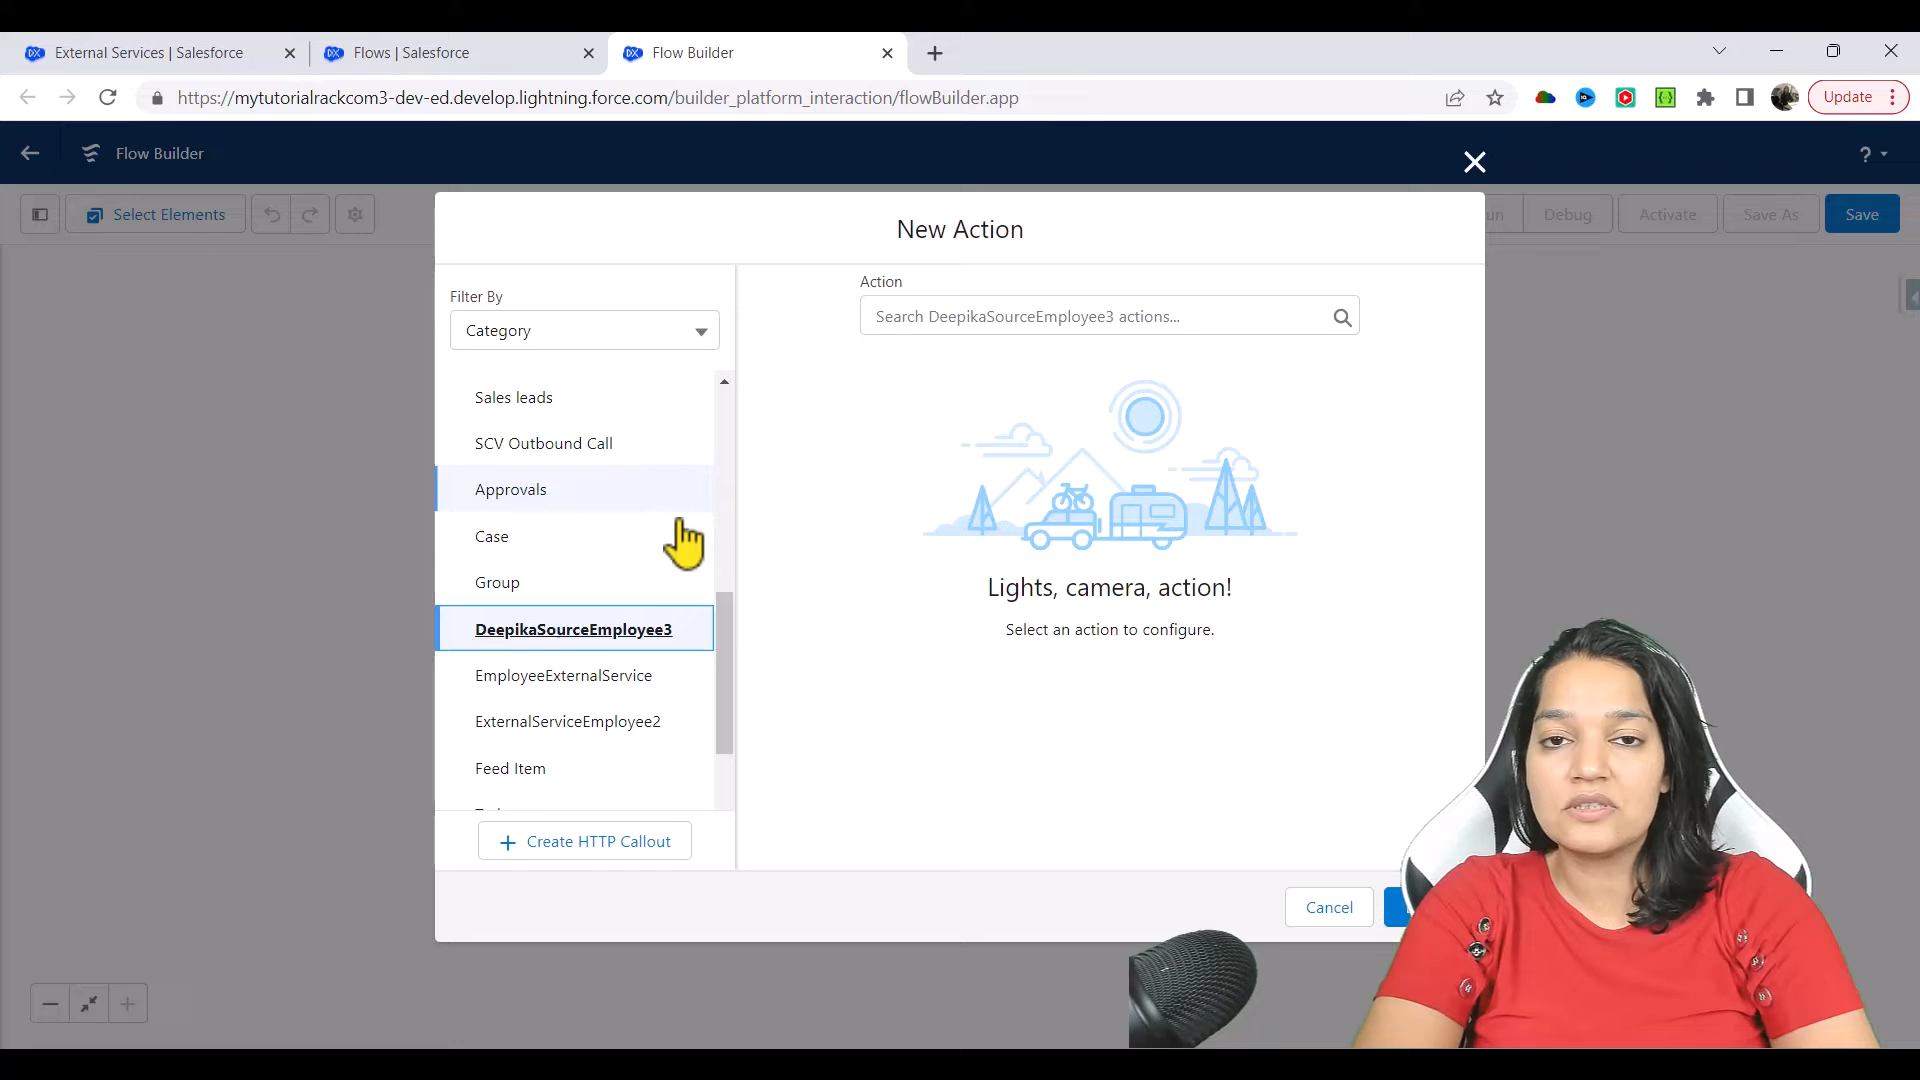 External Services | Salesforce
Flows | Salesforce
Flow Builder
https://mytutorialrackcom3-dev-ed.develop.lightning.force.com/builder_platform_interaction/flowBuilder.app
Update
Flow Builder
?
Select Elements
Debug
Activate
Save As
Save
New Action
Filter By
Category
Sales leads
SCV Outbound Call
Approvals
Case
Group
DeepikaSourceEmployee3
EmployeeExternalService
ExternalServiceEmployee2
Feed Item
Create HTTP Callout
Action
Search DeepikaSourceEmployee3 actions...
Lights, camera, action!
Select an action to configure.
Cancel